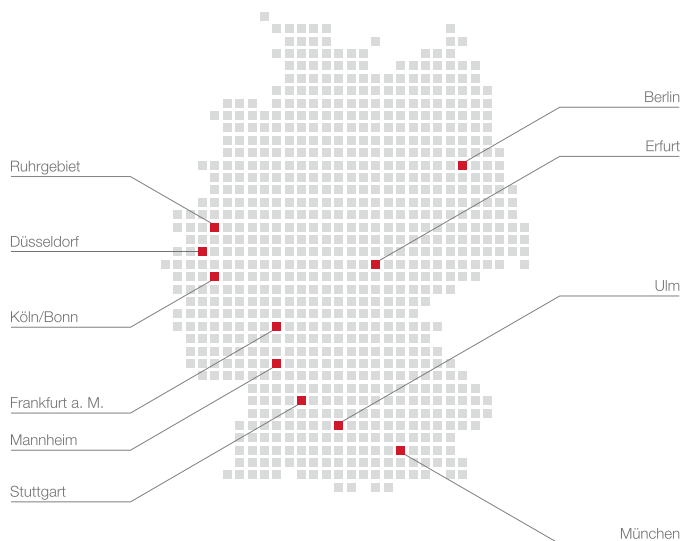 Berlin
Erfurt
Ruhrgebiet
Düsseldorf
Ulm
Köln/Bonn
Frankfurt a. M.
Mannheim
Stuttgart
München